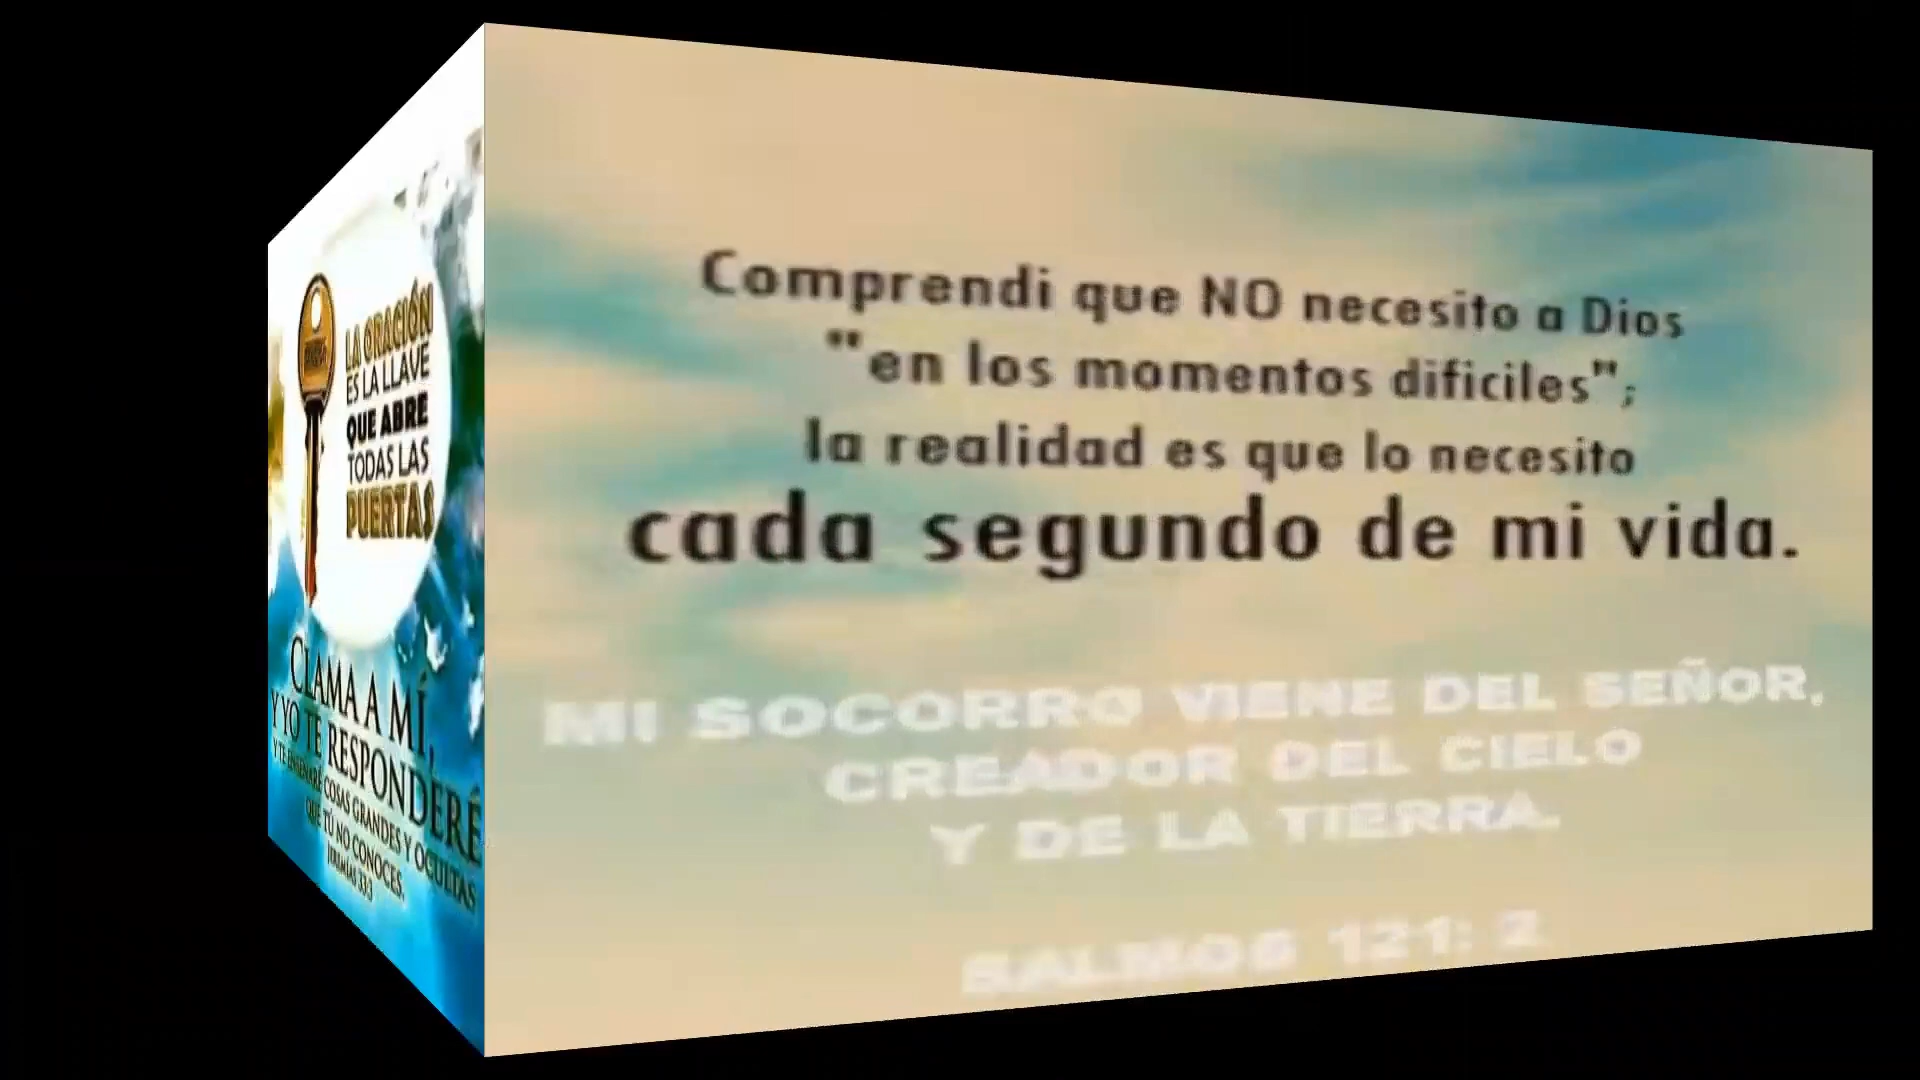 LA ORACIÓN
ES LA LLAVE
QUE ABRE
TODAS LAS
PUERTAS
CLAMA A MÍ,
Y YO TE RESPONDERÉ
Y TE ENSEÑARÉ COSAS GRANDES Y OCULTAS
QUE TÚ NO CONOCES.
JEREMÍAS 33:3
Comprendi que NO necesito a Dios
"en los momentos dificiles";
la realidad es que lo necesito
cada segundo de mi vida.
MI SOCORRO VIENE DEL SEÑOR,
CREADOR DEL CIELO
Y DE LA TIERRA.
SALMOS 121: 2